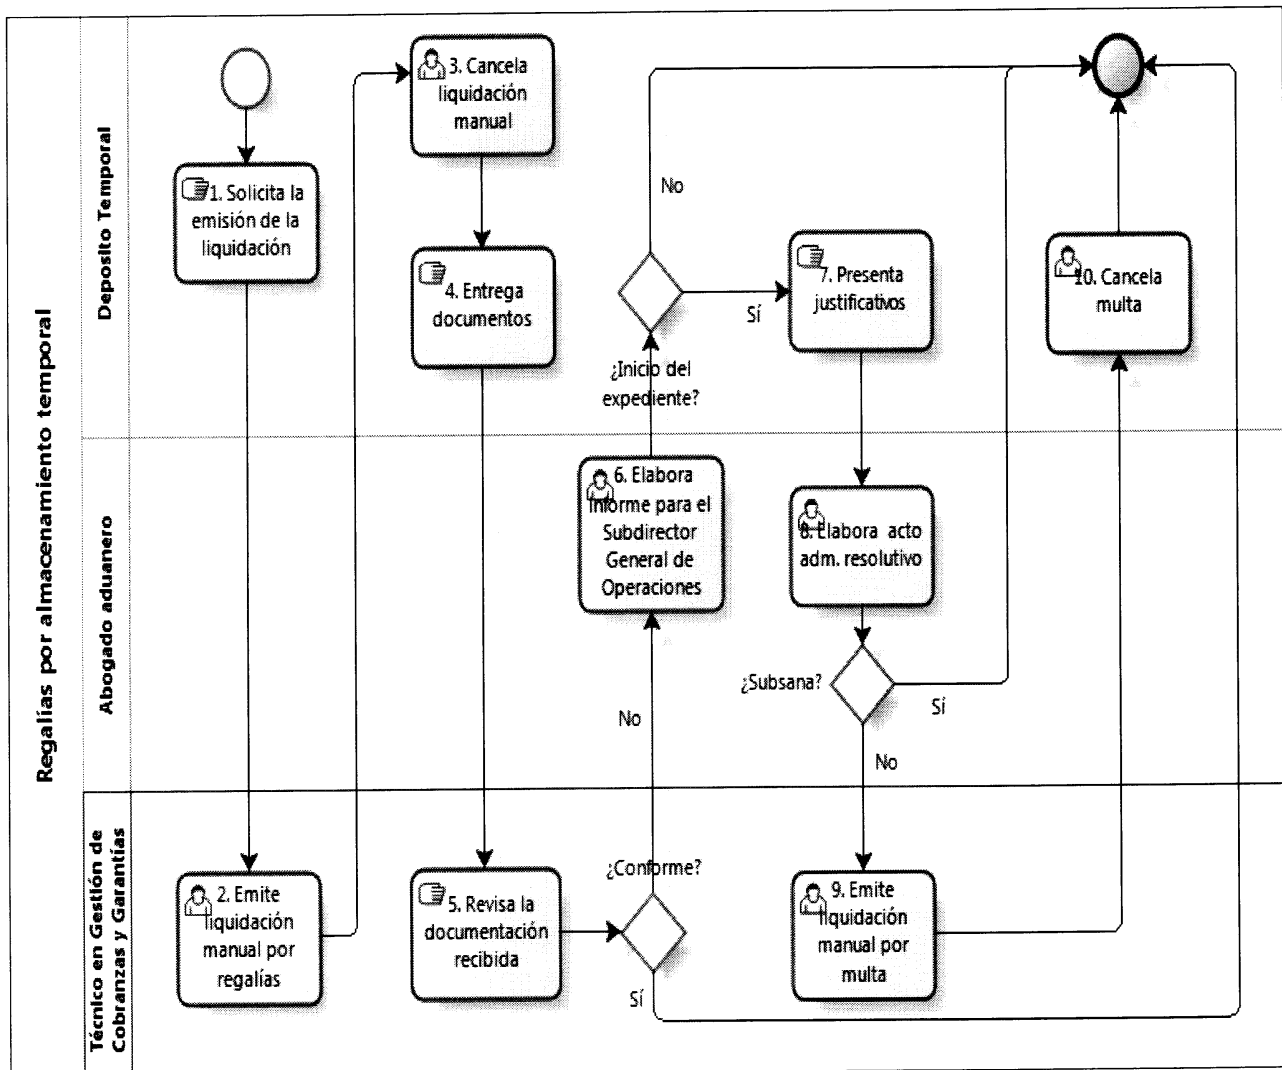 Regalías por almacenamiento temporal
Deposito Temporal
1. Solicita la
emisión de la
liquidación
3. Cancela
liquidación
manual
4. Entrega
documentos
No
¿Inicio del
expediente?
Sí
7. Presenta
justificativos
10. Cancela
multa
Abogado aduanero
6. Elabora
informe para el
Subdirector
General de
Operaciones
No
8. Elabora acto
adm. resolutivo
¿Subsana?
Sí
No
Técnico en Gestión de
Cobranzas y Garantías
2. Emite
liquidación
manual por
regalías
5. Revisa la
documentación
recibida
¿Conforme?
Sí
9. Emite
liquidación
manual por
multa